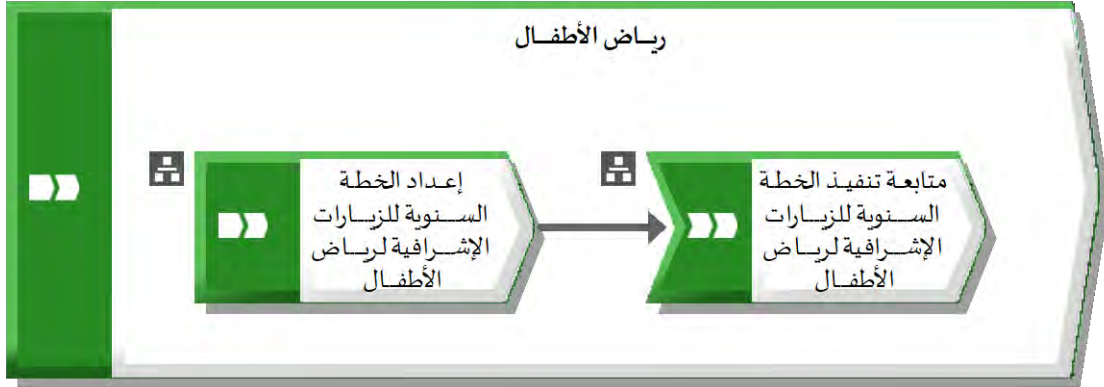 رياض الأطفال
إعداد الخطة
السنوية للزيارات
الإشرافية لرياض
الأطفال
متابعة تنفيذ الخطة
السنوية للزيارات
الإشرافية لرياض
الأطفال